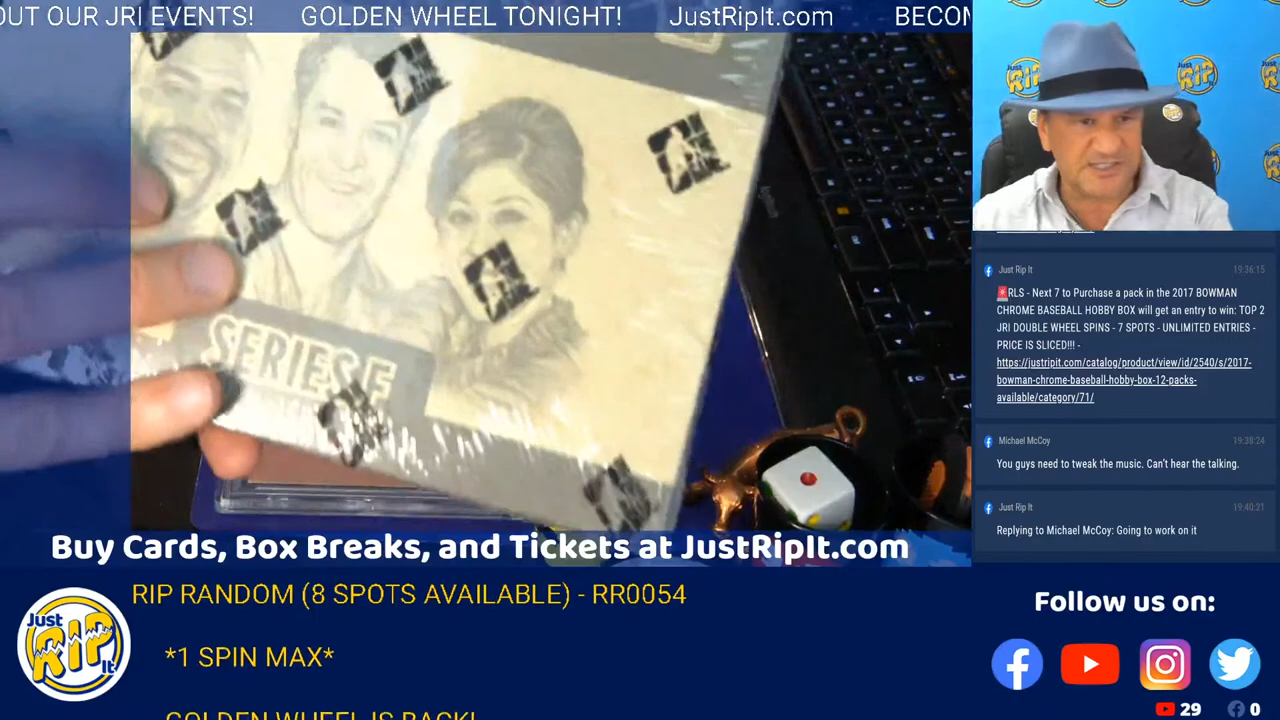 OUT OUR JRI EVENTS! GOLDEN WHEEL TONIGHT! JustRipIt.com BECOM
SERIES E
Just Rip It 19:36:15
RLS - Next 7 to Purchase a pack in the 2017 BOWMAN
CHROME BASEBALL HOBBY BOX will get an entry to win: TOP 2
JRI DOUBLE WHEEL SPINS - 7 SPOTS - UNLIMITED ENTRIES -
PRICE IS SLICED!!! -
https://justripit.com/catalog/product/view/id/2540/s/2017-
bowman-chrome-baseball-hobby-box-12-packs-
available/category/71/
Michael McCoy 19:38:24
You guys need to tweak the music. Can't hear the talking.
Just Rip It 19:40:21
Replying to Michael McCoy: Going to work on it
Buy Cards, Box Breaks, and Tickets at JustRipIt.com
Just
RIP
It
RIP RANDOM (8 SPOTS AVAILABLE) - RR0054
*1 SPIN MAX*
GOLDEN WHEEL IS BACK!
Follow us on:
29 0